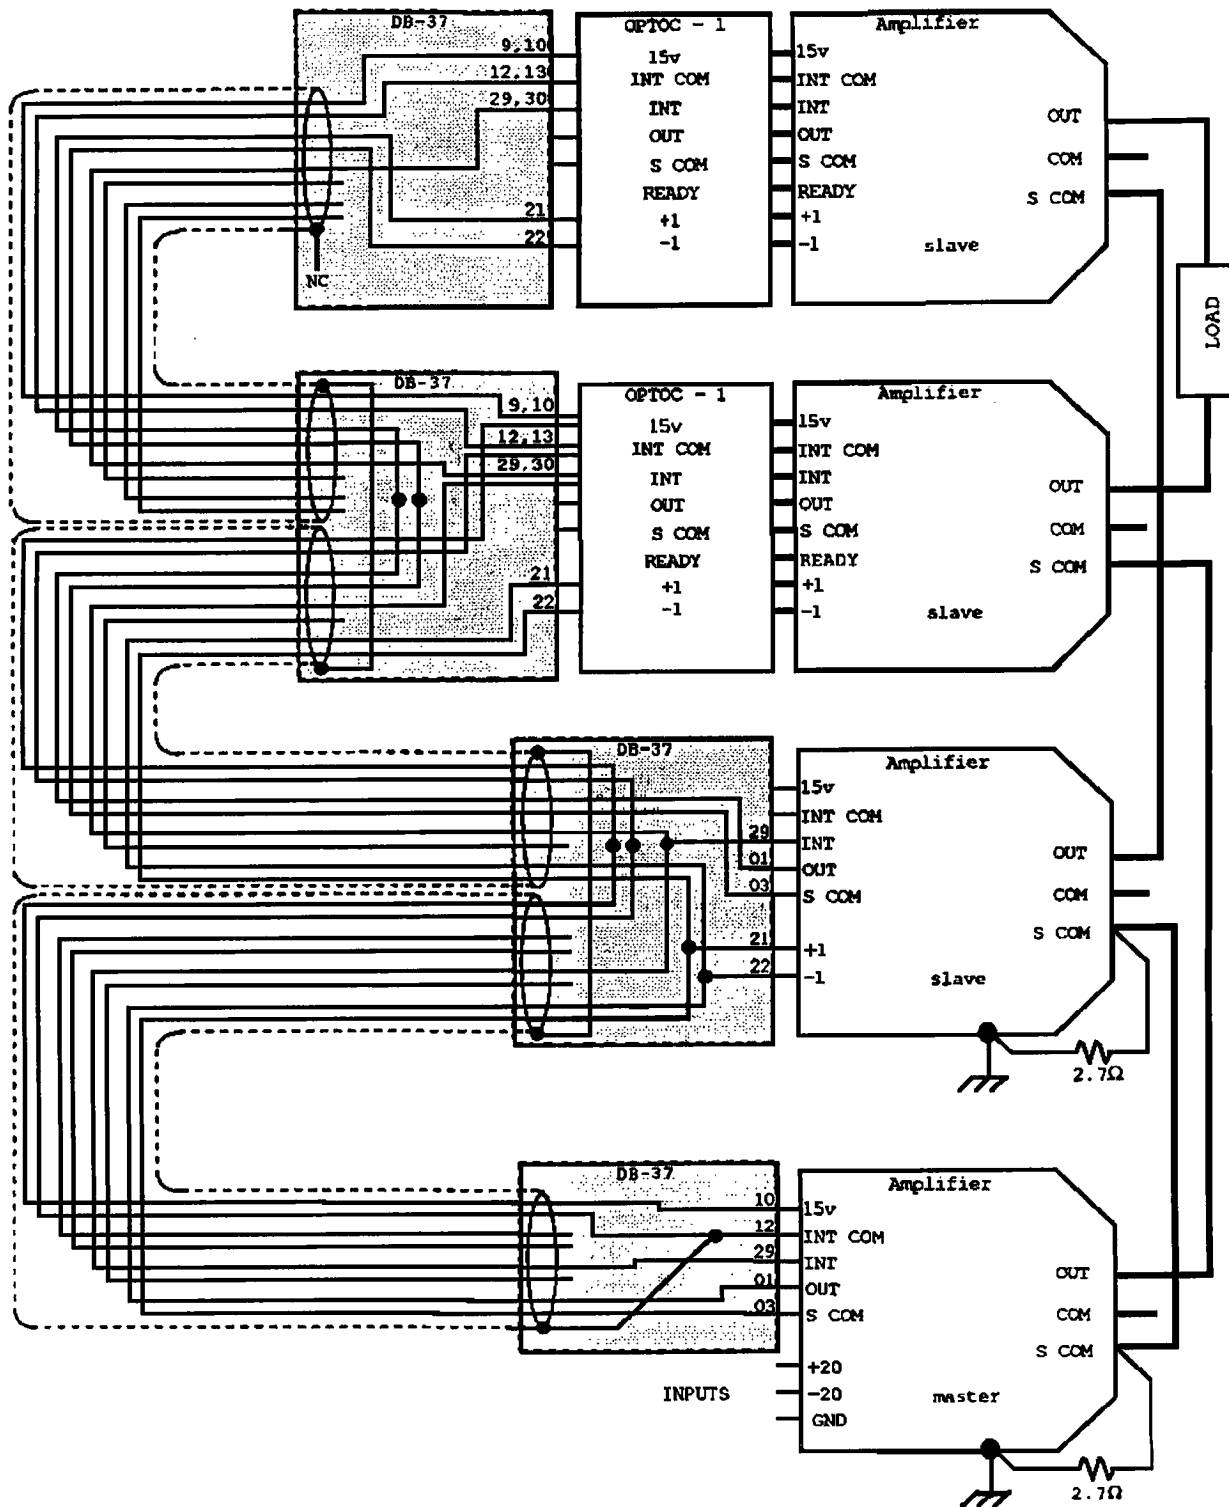 DB-37
OPTOC - 1
Amplifier
9,10
15v
15v
12,13
INT COM
INT COM
29,30
INT
INT
OUT
OUT
OUT
S COM
S COM
COM
READY
READY
S COM
21
+1
+1
22
-1
-1
slave
NC
LOAD
DB-37
OPTOC - 1
Amplifier
9,10
15v
15v
12,13
INT COM
INT COM
29,30
INT
INT
OUT
OUT
OUT
S COM
S COM
COM
READY
READY
S COM
21
+1
+1
22
-1
-1
slave
DB-37
Amplifier
15v
INT COM
29
INT
01
OUT
OUT
03
S COM
COM
S COM
21
+1
22
-1
slave
2.7Ω
DB-37
Amplifier
10
15v
12
INT COM
29
INT
OUT
01
OUT
03
S COM
COM
S COM
+20
INPUTS
-20
master
GND
2.7Ω